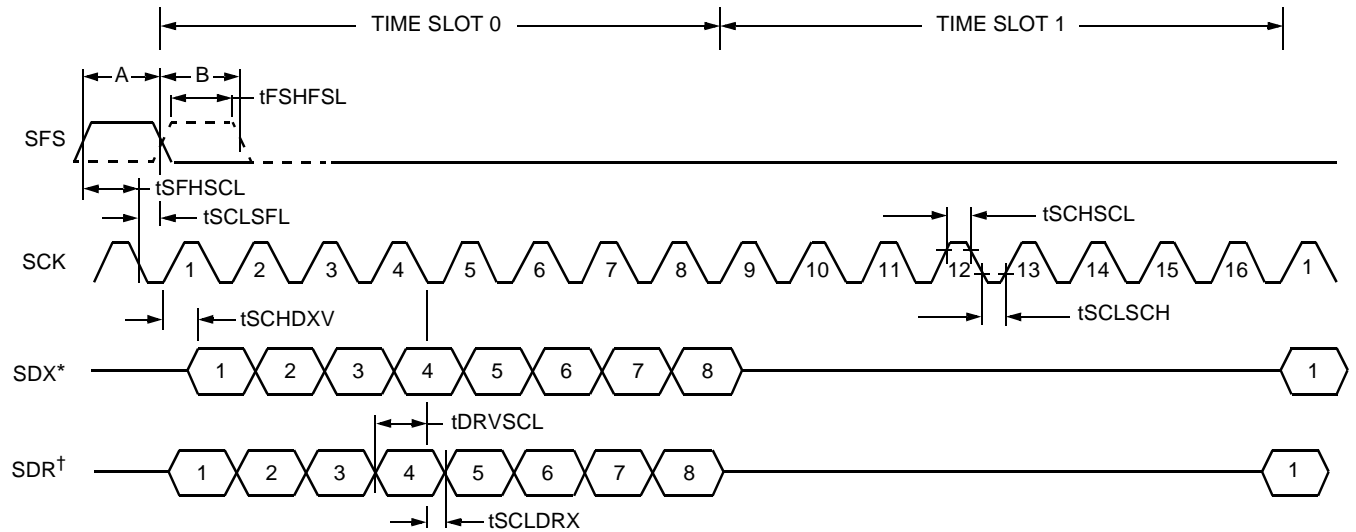 TIME SLOT 0 TIME SLOT 1
A B
tFSHFSL
SFS
tSFHSCL
tSCLSFL
tSCHSCL
SCK 1 2 3 4 5 6 7 8 9 10 11 12 13 14 15 16 1
tSCHDXV
tSCLSCH
SDX* 1 2 3 4 5 6 7 8 1
tDRVSCL
SDR† 1 2 3 4 5 6 7 8 1
tSCLDRX